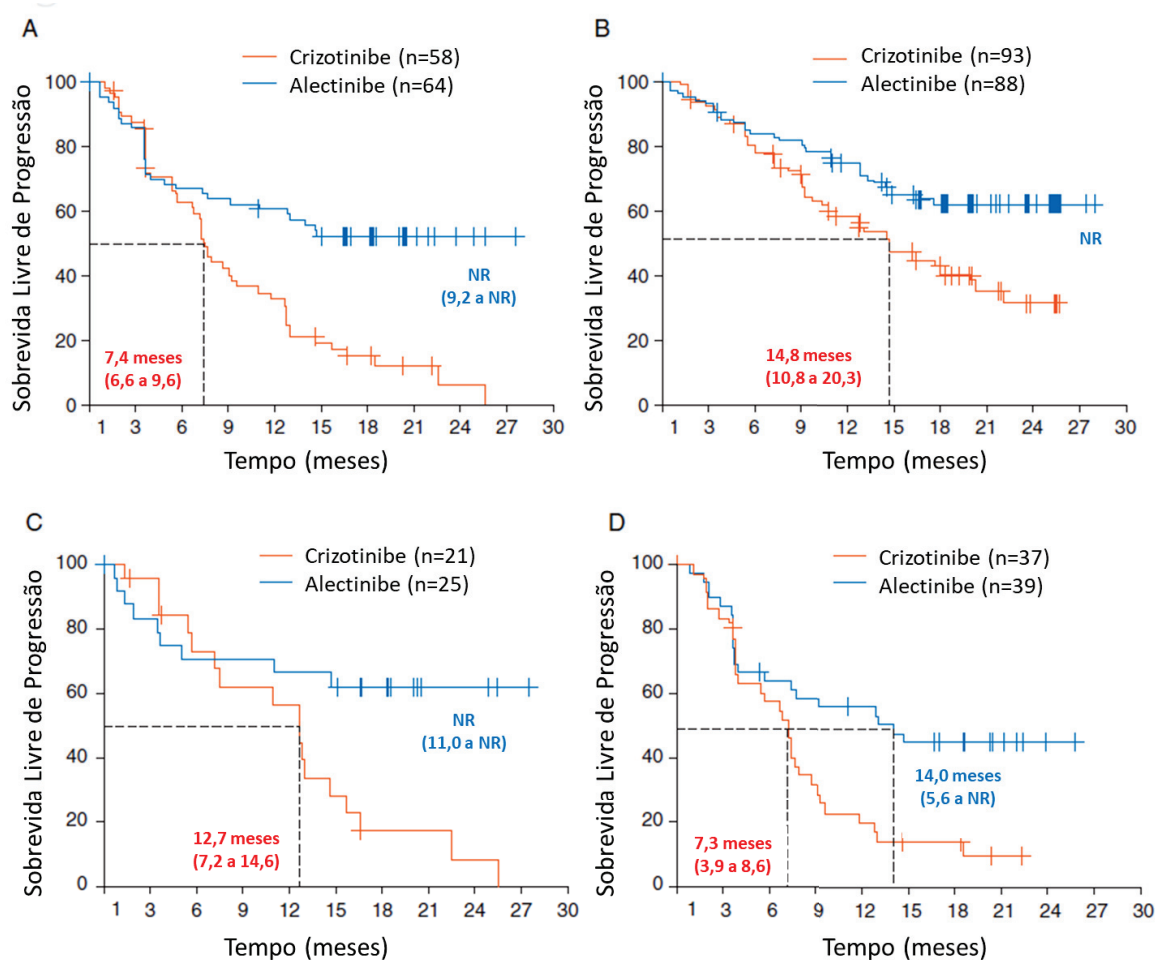 A
Crizotinibe (n=58)
Alectinibe (n=64)
Sobrevida Livre de Progressão
100
80
60
40
20
0
NR
(9,2 a NR)
7,4 meses
(6,6 a 9,6)
1 3 6 9 12 15 18 21 24 27 30
Tempo (meses)
B
Crizotinibe (n=93)
Alectinibe (n=88)
Sobrevida Livre de Progressão
100
80
60
40
20
0
NR
14,8 meses
(10,8 a 20,3)
1 3 6 9 12 15 18 21 24 27 30
Tempo (meses)
C
Crizotinibe (n=21)
Alectinibe (n=25)
Sobrevida Livre de Progressão
100
80
60
40
20
0
NR
(11,0 a NR)
12,7 meses
(7,2 a 14,6)
1 3 6 9 12 15 18 21 24 27 30
Tempo (meses)
D
Crizotinibe (n=37)
Alectinibe (n=39)
Sobrevida Livre de Progressão
100
80
60
40
20
0
14,0 meses
(5,6 a NR)
7,3 meses
(3,9 a 8,6)
1 3 6 9 12 15 18 21 24 27 30
Tempo (meses)